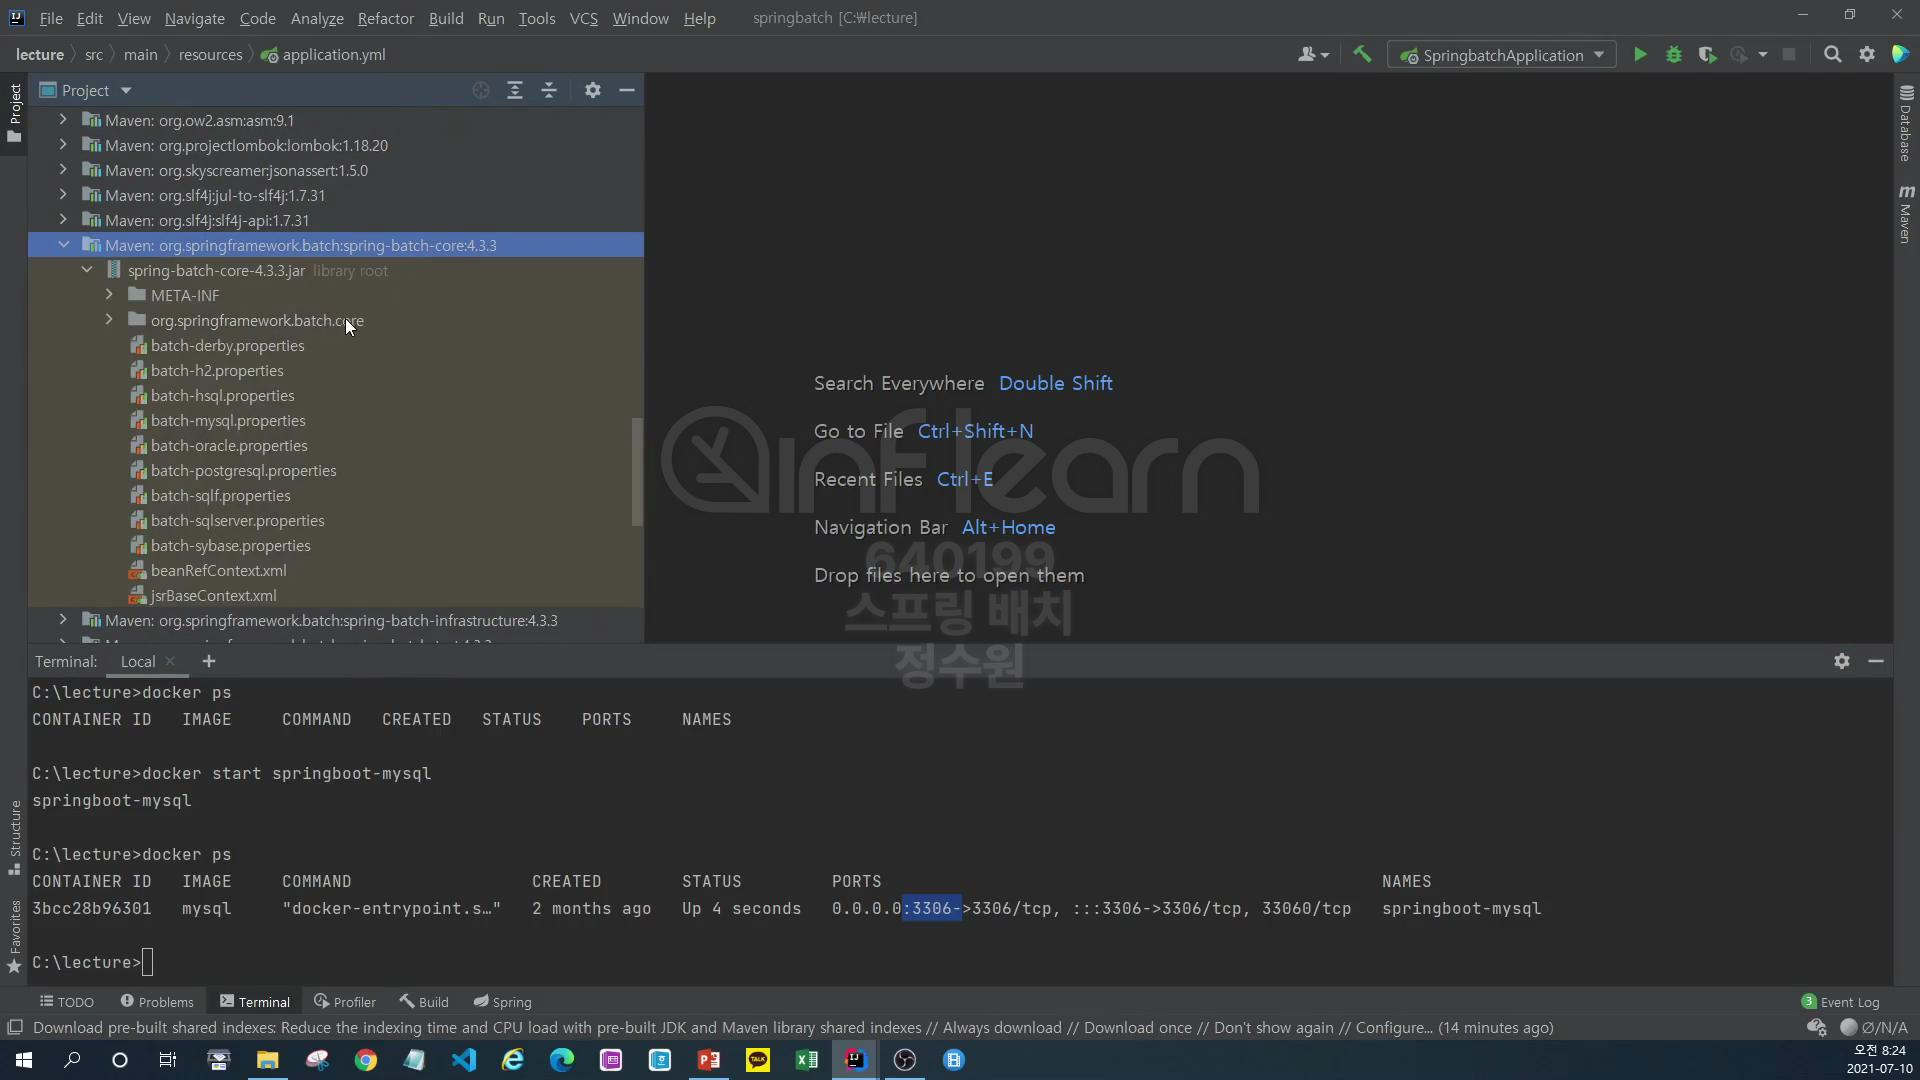 File Edit View Navigate Code Analyze Refactor Build Run Tools VCS Window Help springbatch [C:₩lecture]
lecture src main resources application.yml SpringbatchApplication
Project
Project
Maven: org.ow2.asm:asm:9.1
Maven: org.projectlombok:lombok:1.18.20
Maven: org.skyscreamer:jsonassert:1.5.0
Maven: org.slf4j:jul-to-slf4j:1.7.31
Maven: org.slf4j:slf4j-api:1.7.31
Maven: org.springframework.batch:spring-batch-core:4.3.3
spring-batch-core-4.3.3.jar library root
META-INF
org.springframework.batch.core
batch-derby.properties
batch-h2.properties
batch-hsql.properties
batch-mysql.properties
batch-oracle.properties
batch-postgresql.properties
batch-sqlf.properties
batch-sqlserver.properties
batch-sybase.properties
beanRefContext.xml
jsrBaseContext.xml
Maven: org.springframework.batch:spring-batch-infrastructure:4.3.3
Search Everywhere Double Shift
Go to File Ctrl+Shift+N
Recent Files Ctrl+E
Navigation Bar Alt+Home
Drop files here to open them
inflearn
640199
스프링 배치
정수원
Database
Maven
Terminal: Local
C:\lecture>docker ps
CONTAINER ID IMAGE COMMAND CREATED STATUS PORTS NAMES
C:\lecture>docker start springboot-mysql
springboot-mysql
C:\lecture>docker ps
CONTAINER ID IMAGE COMMAND CREATED STATUS PORTS NAMES
3bcc28b96301 mysql "docker-entrypoint.s…" 2 months ago Up 4 seconds 0.0.0.0:3306->3306/tcp, :::3306->3306/tcp, 33060/tcp springboot-mysql
C:\lecture>
Structure
Favorites
TODO Problems Terminal Profiler Build Spring 3 Event Log
Download pre-built shared indexes: Reduce the indexing time and CPU load with pre-built JDK and Maven library shared indexes // Always download // Download once // Don't show again // Configure... (14 minutes ago) Ø/N/A
오전 8:24
2021-07-10